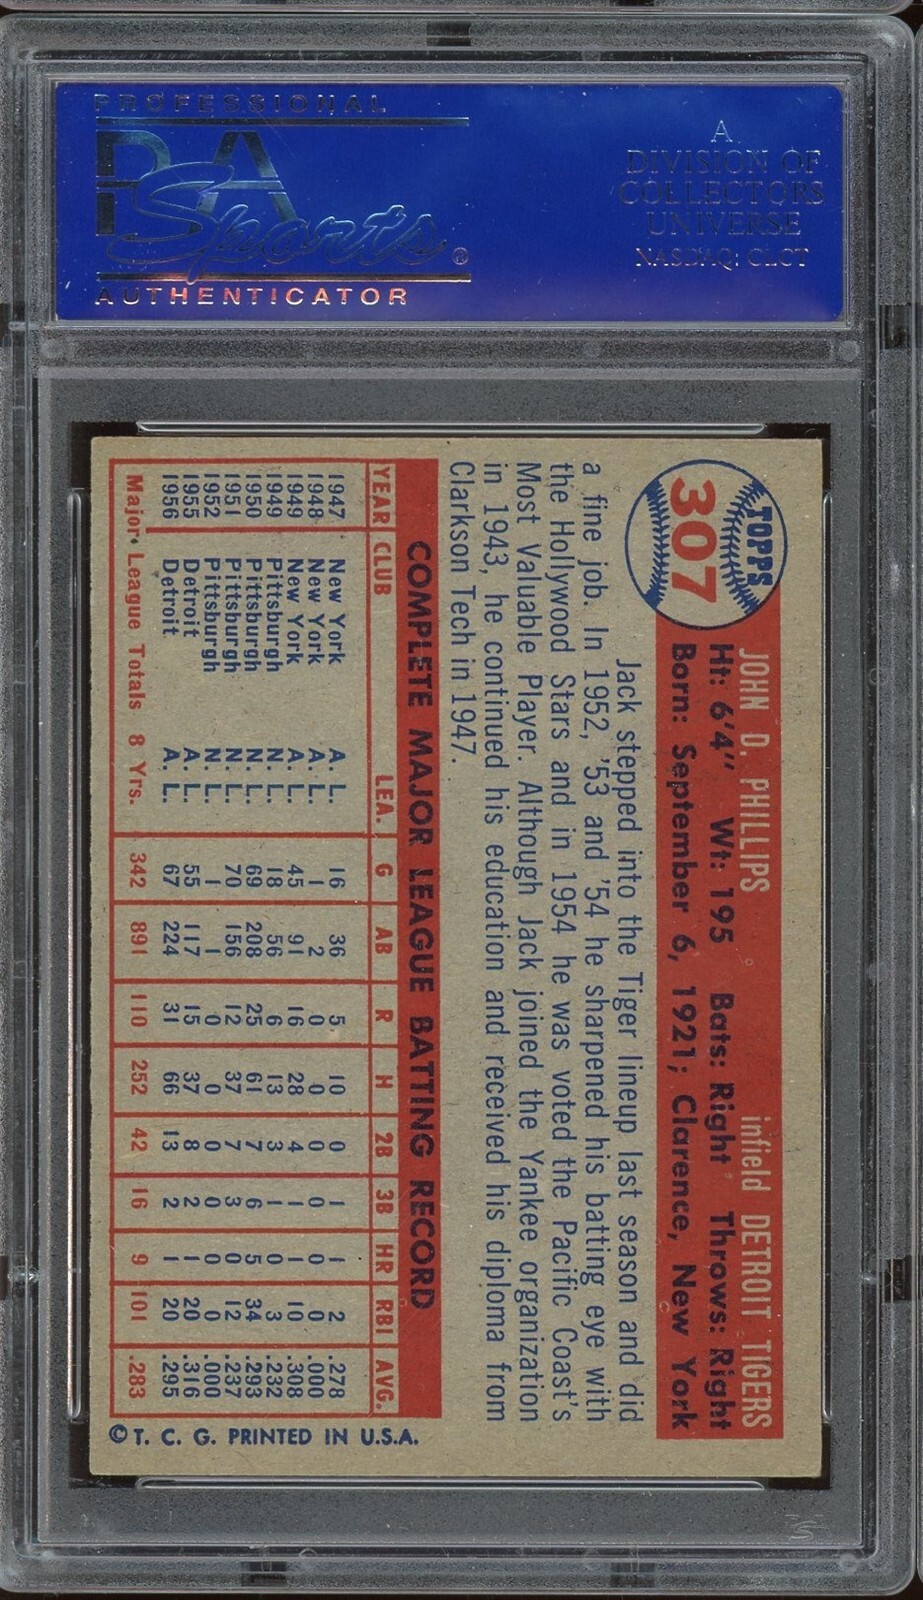 PROFESSIONAL
PSA
Sports®
AUTHENTICATOR
A
DIVISION OF
COLLECTORS
UNIVERSE
NASDAQ: CLCT
TOPPS
307
JOHN D. PHILLIPS infield DETROIT TIGERS
Ht: 6'4" Wt: 195 Bats: Right Throws: Right
Born: September 6, 1921; Clarence, New York
Jack stepped into the Tiger lineup last season and did
a fine job. In 1952, '53 and '54 he sharpened his batting eye with
the Hollywood Stars and in 1954 he was voted the Pacific Coast's
Most Valuable Player. Although Jack joined the Yankee organization
in 1943, he continued his education and received his diploma from
Clarkson Tech in 1947.
COMPLETE MAJOR LEAGUE BATTING RECORD
YEAR CLUB LEA. G AB R H 2B 3B HR RBI AVG.
1947 New York A. L. 16 36 5 10 0 1 1 2 .278
1948 New York A. L. 1 2 0 0 0 0 0 0 .000
1949 New York A. L. 45 91 16 28 4 1 1 10 .308
1949 Pittsburgh N. L. 18 56 6 13 3 1 0 3 .232
1950 Pittsburgh N. L. 69 208 25 61 7 6 5 34 .293
1951 Pittsburgh N. L. 70 156 12 37 7 3 0 12 .237
1952 Pittsburgh N. L. 1 1 0 0 0 0 0 0 .000
1955 Detroit A. L. 55 117 15 37 8 2 1 20 .316
1956 Detroit A. L. 67 224 31 66 13 2 1 20 .295
Major League Totals 8 Yrs. 342 891 110 252 42 16 9 101 .283
© T. C. G. PRINTED IN U.S.A.